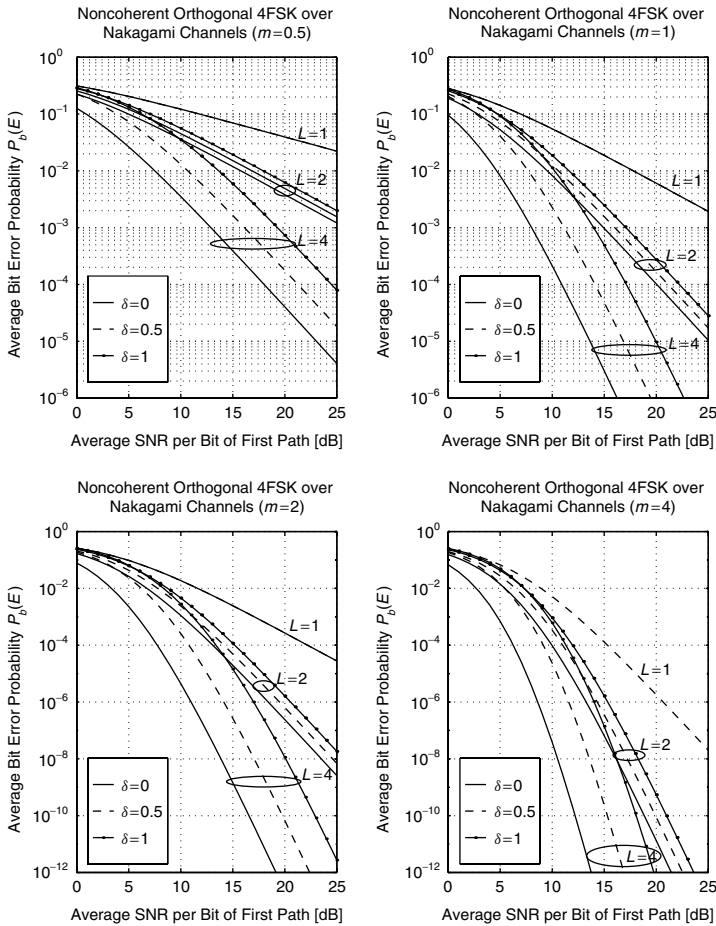 Noncoherent Orthogonal 4FSK over
Nakagami Channels (m=0.5)
Average Bit Error Probability P_b(E)
10^0
10^−1
10^−2
10^−3
10^−4
10^−5
10^−6
L=1
L=2
L=4
δ=0
δ=0.5
δ=1
0 5 10 15 20 25
Average SNR per Bit of First Path [dB]
Noncoherent Orthogonal 4FSK over
Nakagami Channels (m=1)
Average Bit Error Probability P_b(E)
10^0
10^−1
10^−2
10^−3
10^−4
10^−5
10^−6
L=1
L=2
L=4
δ=0
δ=0.5
δ=1
0 5 10 15 20 25
Average SNR per Bit of First Path [dB]
Noncoherent Orthogonal 4FSK over
Nakagami Channels (m=2)
Average Bit Error Probability P_b(E)
10^0
10^−2
10^−4
10^−6
10^−8
10^−10
10^−12
L=1
L=2
L=4
δ=0
δ=0.5
δ=1
0 5 10 15 20 25
Average SNR per Bit of First Path [dB]
Noncoherent Orthogonal 4FSK over
Nakagami Channels (m=4)
Average Bit Error Probability P_b(E)
10^0
10^−2
10^−4
10^−6
10^−8
10^−10
10^−12
L=1
L=2
L=4
δ=0
δ=0.5
δ=1
0 5 10 15 20 25
Average SNR per Bit of First Path [dB]